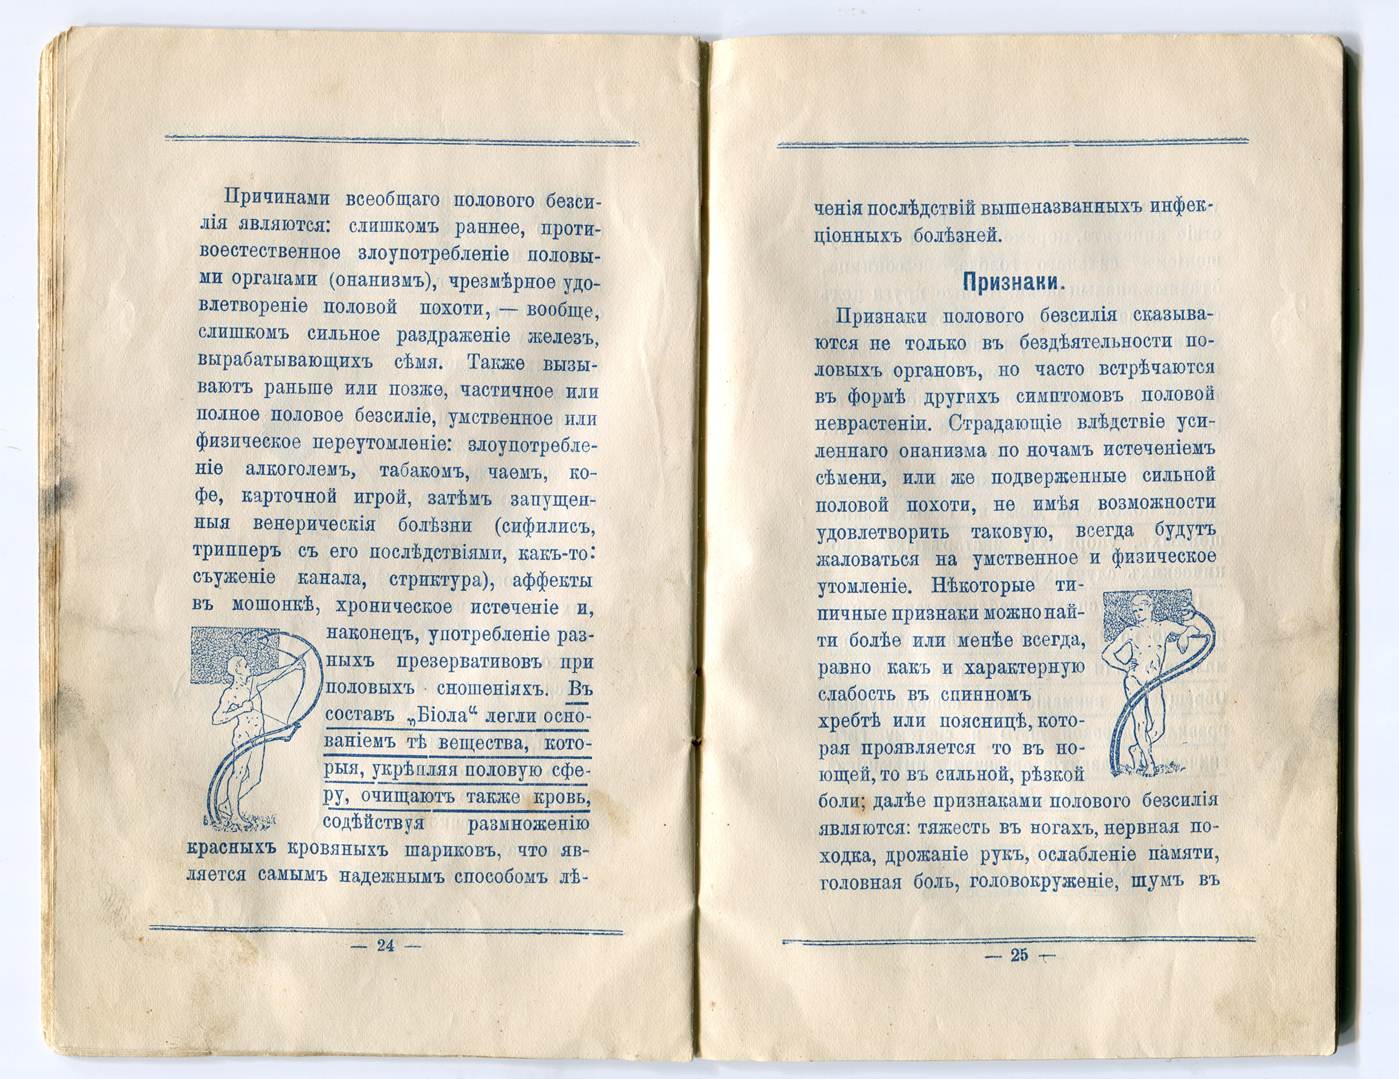 Причинами всеобщаго полового безси-
лія являются: слишкомъ раннее, проти-
воестественное злоупотребленіе половы-
ми органами (онанизмъ), чрезмѣрное удо-
влетвореніе половой похоти, — вообще,
слишкомъ сильное раздраженіе железъ,
вырабатывающихъ сѣмя. Также вызы-
ваютъ раньше или позже, частичное или
полное половое безсиліе, умственное или
физическое переутомленіе: злоупотребле-
ніе алкоголемъ, табакомъ, чаемъ, ко-
фе, карточной игрой, затѣмъ запущен-
ныя венерическія болѣзни (сифилисъ,
трипперъ съ его послѣдствіями, какъ-то:
съуженіе канала, стриктура), аффекты
въ мошонкѣ, хроническое истеченіе и,
наконецъ, употребленіе раз-
ныхъ презервативовъ при
половыхъ сношеніяхъ. Въ
составъ „Біола“ легли осно-
ваніемъ тѣ вещества, кото-
рыя, укрѣпляя половую сфе-
ру, очищаютъ также кровь,
содѣйствуя размноженію
красныхъ кровяныхъ шариковъ, что яв-
ляется самымъ надежнымъ способомъ лѣ-
— 24 —
ченія послѣдствій вышеназванныхъ инфек-
ціонныхъ болѣзней.
Признаки.
Признаки полового безсилія сказыва-
ются не только въ бездѣятельности по-
ловыхъ органовъ, но часто встрѣчаются
въ формѣ другихъ симптомовъ половой
неврастеніи. Страдающіе влѣдствіе уси-
леннаго онанизма по ночамъ истеченіемъ
сѣмени, или же подверженные сильной
половой похоти, не имѣя возможности
удовлетворить таковую, всегда будутъ
жаловаться на умственное и физическое
утомленіе. Нѣкоторые ти-
пичные признаки можно най-
ти болѣе или менѣе всегда,
равно какъ и характерную
слабость въ спинномъ
хребтѣ или поясницѣ, кото-
рая проявляется то въ но-
ющей, то въ сильной, рѣзкой
боли; далѣе признаками полового безсилія
являются: тяжесть въ ногахъ, нервная по-
ходка, дрожаніе рукъ, ослабленіе памяти,
головная боль, головокруженіе, шумъ въ
— 25 —